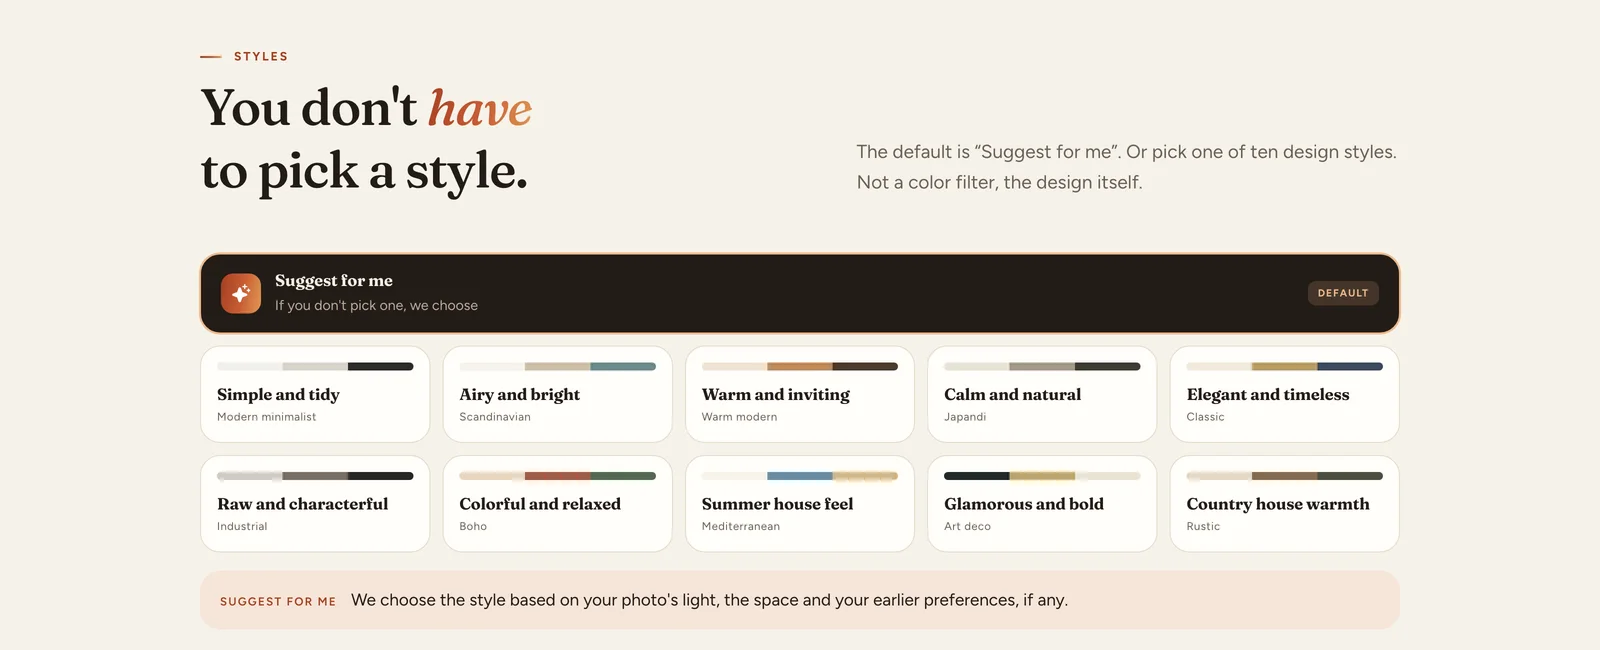 STYLES
You don't have
to pick a style.
The default is “Suggest for me”. Or pick one of ten design styles.
Not a color filter, the design itself.
Suggest for me
If you don't pick one, we choose
DEFAULT
Simple and tidy
Modern minimalist
Airy and bright
Scandinavian
Warm and inviting
Warm modern
Calm and natural
Japandi
Elegant and timeless
Classic
Raw and characterful
Industrial
Colorful and relaxed
Boho
Summer house feel
Mediterranean
Glamorous and bold
Art deco
Country house warmth
Rustic
SUGGEST FOR ME We choose the style based on your photo's light, the space and your earlier preferences, if any.